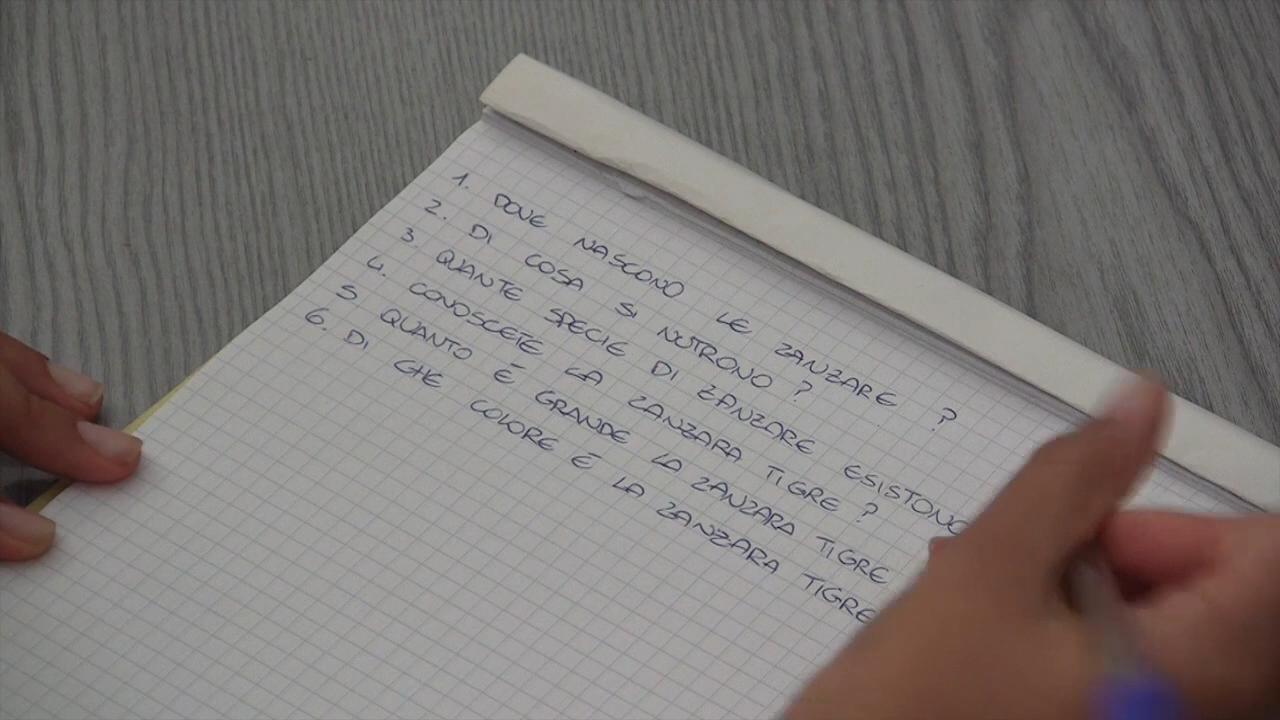 1. DOVE NASCONO LE ZANZARE ?
2. DI COSA SI NUTRONO ?
3 QUANTE SPECIE DI ZANZARE ESISTONO
4. CONOSCETE LA ZANZARA TIGRE ?
5 QUANTO É GRANDE LA ZANZARA TIGRE
6. DI CHE COLORE É LA ZANZARA TIGRE